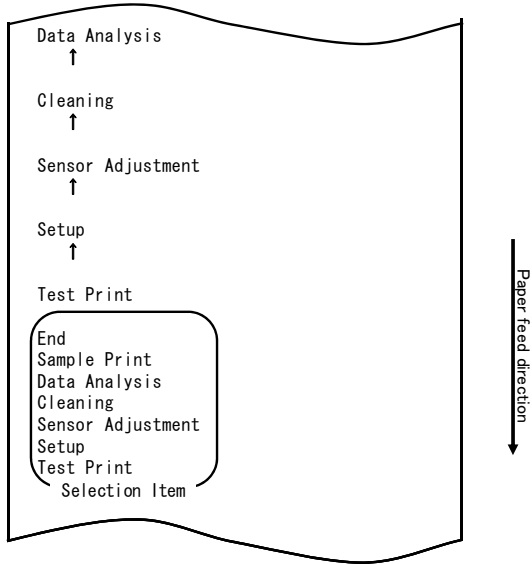 Data Analysis
↑
Cleaning
↑
Sensor Adjustment
↑
Setup
↑
Test Print
End
Sample Print
Data Analysis
Cleaning
Sensor Adjustment
Setup
Test Print
Selection Item
Paper feed direction